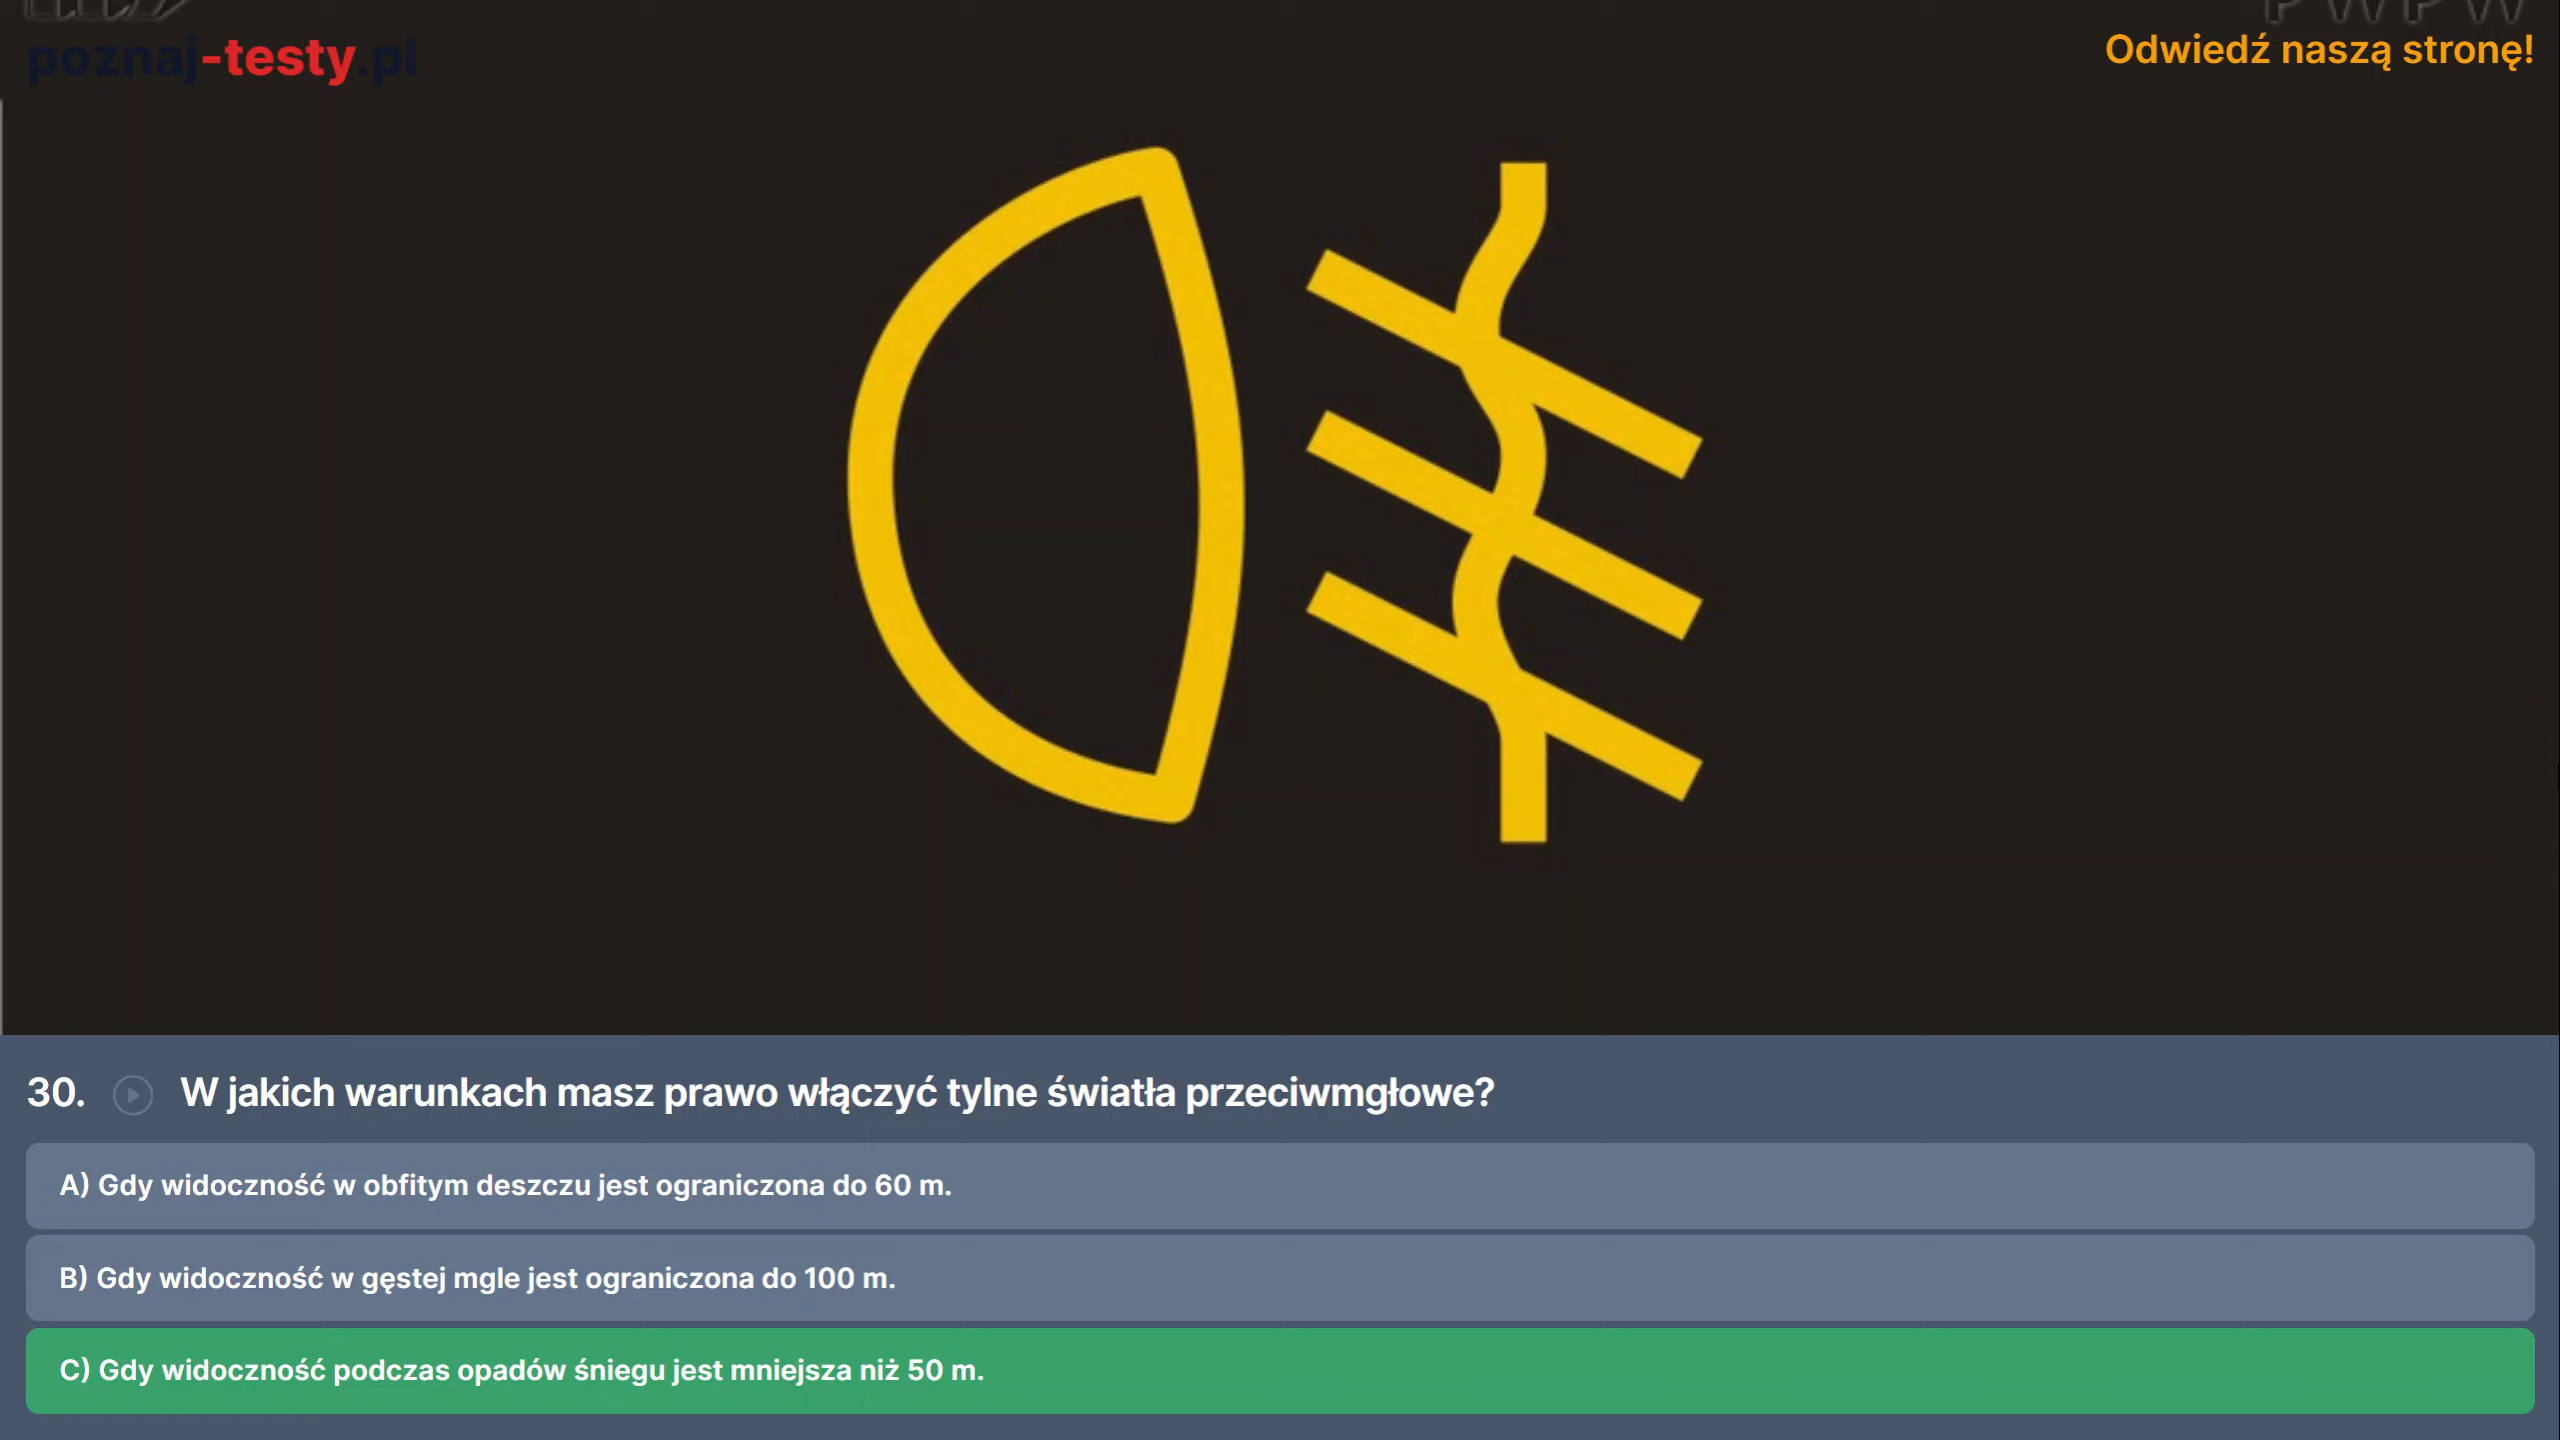 poznaj-testy.pl
Odwiedź naszą stronę!
30. W jakich warunkach masz prawo włączyć tylne światła przeciwmgłowe?
A) Gdy widoczność w obfitym deszczu jest ograniczona do 60 m.
B) Gdy widoczność w gęstej mgle jest ograniczona do 100 m.
C) Gdy widoczność podczas opadów śniegu jest mniejsza niż 50 m.